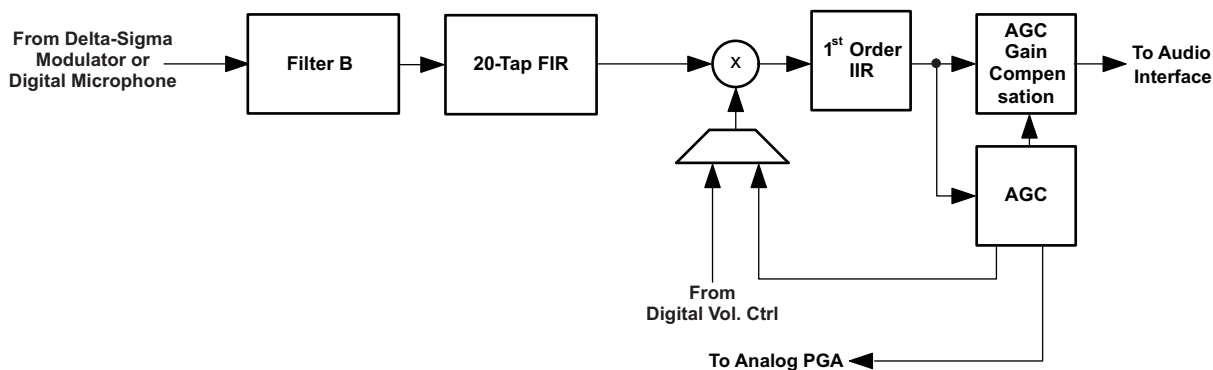 From Delta-Sigma
Modulator or
Digital Microphone
Filter B
20-Tap FIR
x
1st Order
IIR
AGC
Gain
Compen
sation
To Audio
Interface
AGC
From
Digital Vol. Ctrl
To Analog PGA